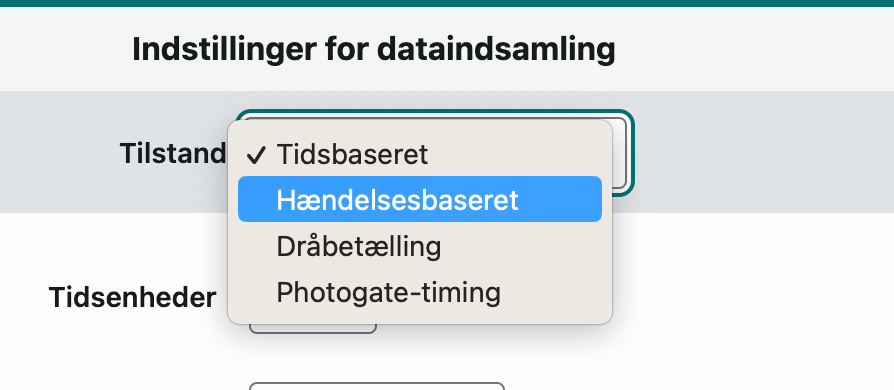 Indstillinger for dataindsamling
Tilstand
✓ Tidsbaseret
Hændelsesbaseret
Dråbetælling
Photogate-timing
Tidsenheder